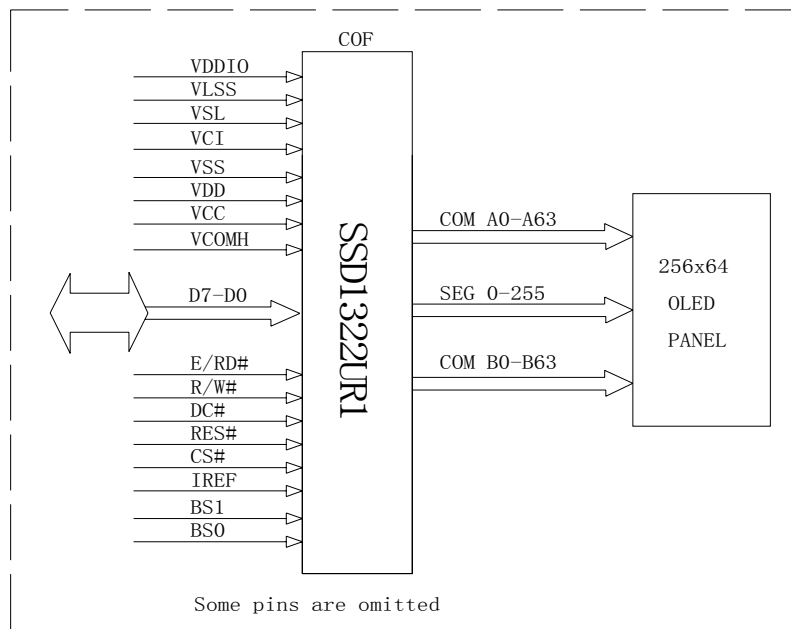 COF
VDDIO
VLSS
VSL
VCI
VSS
VDD
VCC
VCOMH
D7-D0
E/RD#
R/W#
DC#
RES#
CS#
IREF
BS1
BS0
SSD1322UR1
COM A0-A63
SEG 0-255
COM B0-B63
256x64
OLED
PANEL
Some pins are omitted